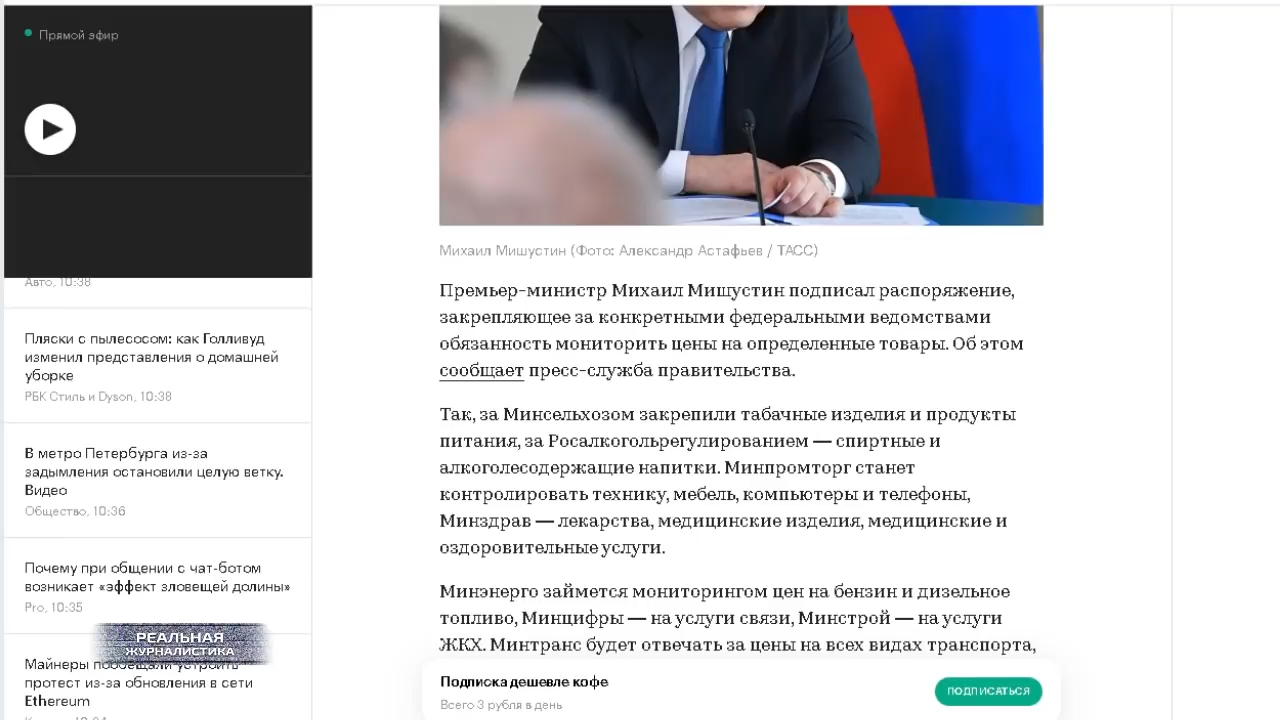 Прямой эфир
Авто, 10:38
Пляски с пылесосом: как Голливуд
изменил представления о домашней
уборке
РБК Стиль и Dyson, 10:38
В метро Петербурга из-за
задымления остановили целую ветку.
Видео
Общество, 10:36
Почему при общении с чат-ботом
возникает «эффект зловещей долины»
Pro, 10:35
РЕАЛЬНАЯ
ЖУРНАЛИСТИКА
Майнеры пообещали устроить
протест из-за обновления в сети
Ethereum
Михаил Мишустин (Фото: Александр Астафьев / ТАСС)
Премьер-министр Михаил Мишустин подписал распоряжение,
закрепляющее за конкретными федеральными ведомствами
обязанность мониторить цены на определенные товары. Об этом
сообщает пресс-служба правительства.
Так, за Минсельхозом закрепили табачные изделия и продукты
питания, за Росалкогольрегулированием — спиртные и
алкоголесодержащие напитки. Минпромторг станет
контролировать технику, мебель, компьютеры и телефоны,
Минздрав — лекарства, медицинские изделия, медицинские и
оздоровительные услуги.
Минэнерго займется мониторингом цен на бензин и дизельное
топливо, Минцифры — на услуги связи, Минстрой — на услуги
ЖКХ. Минтранс будет отвечать за цены на всех видах транспорта,
Подписка дешевле кофе
Всего 3 рубля в день
ПОДПИСАТЬСЯ